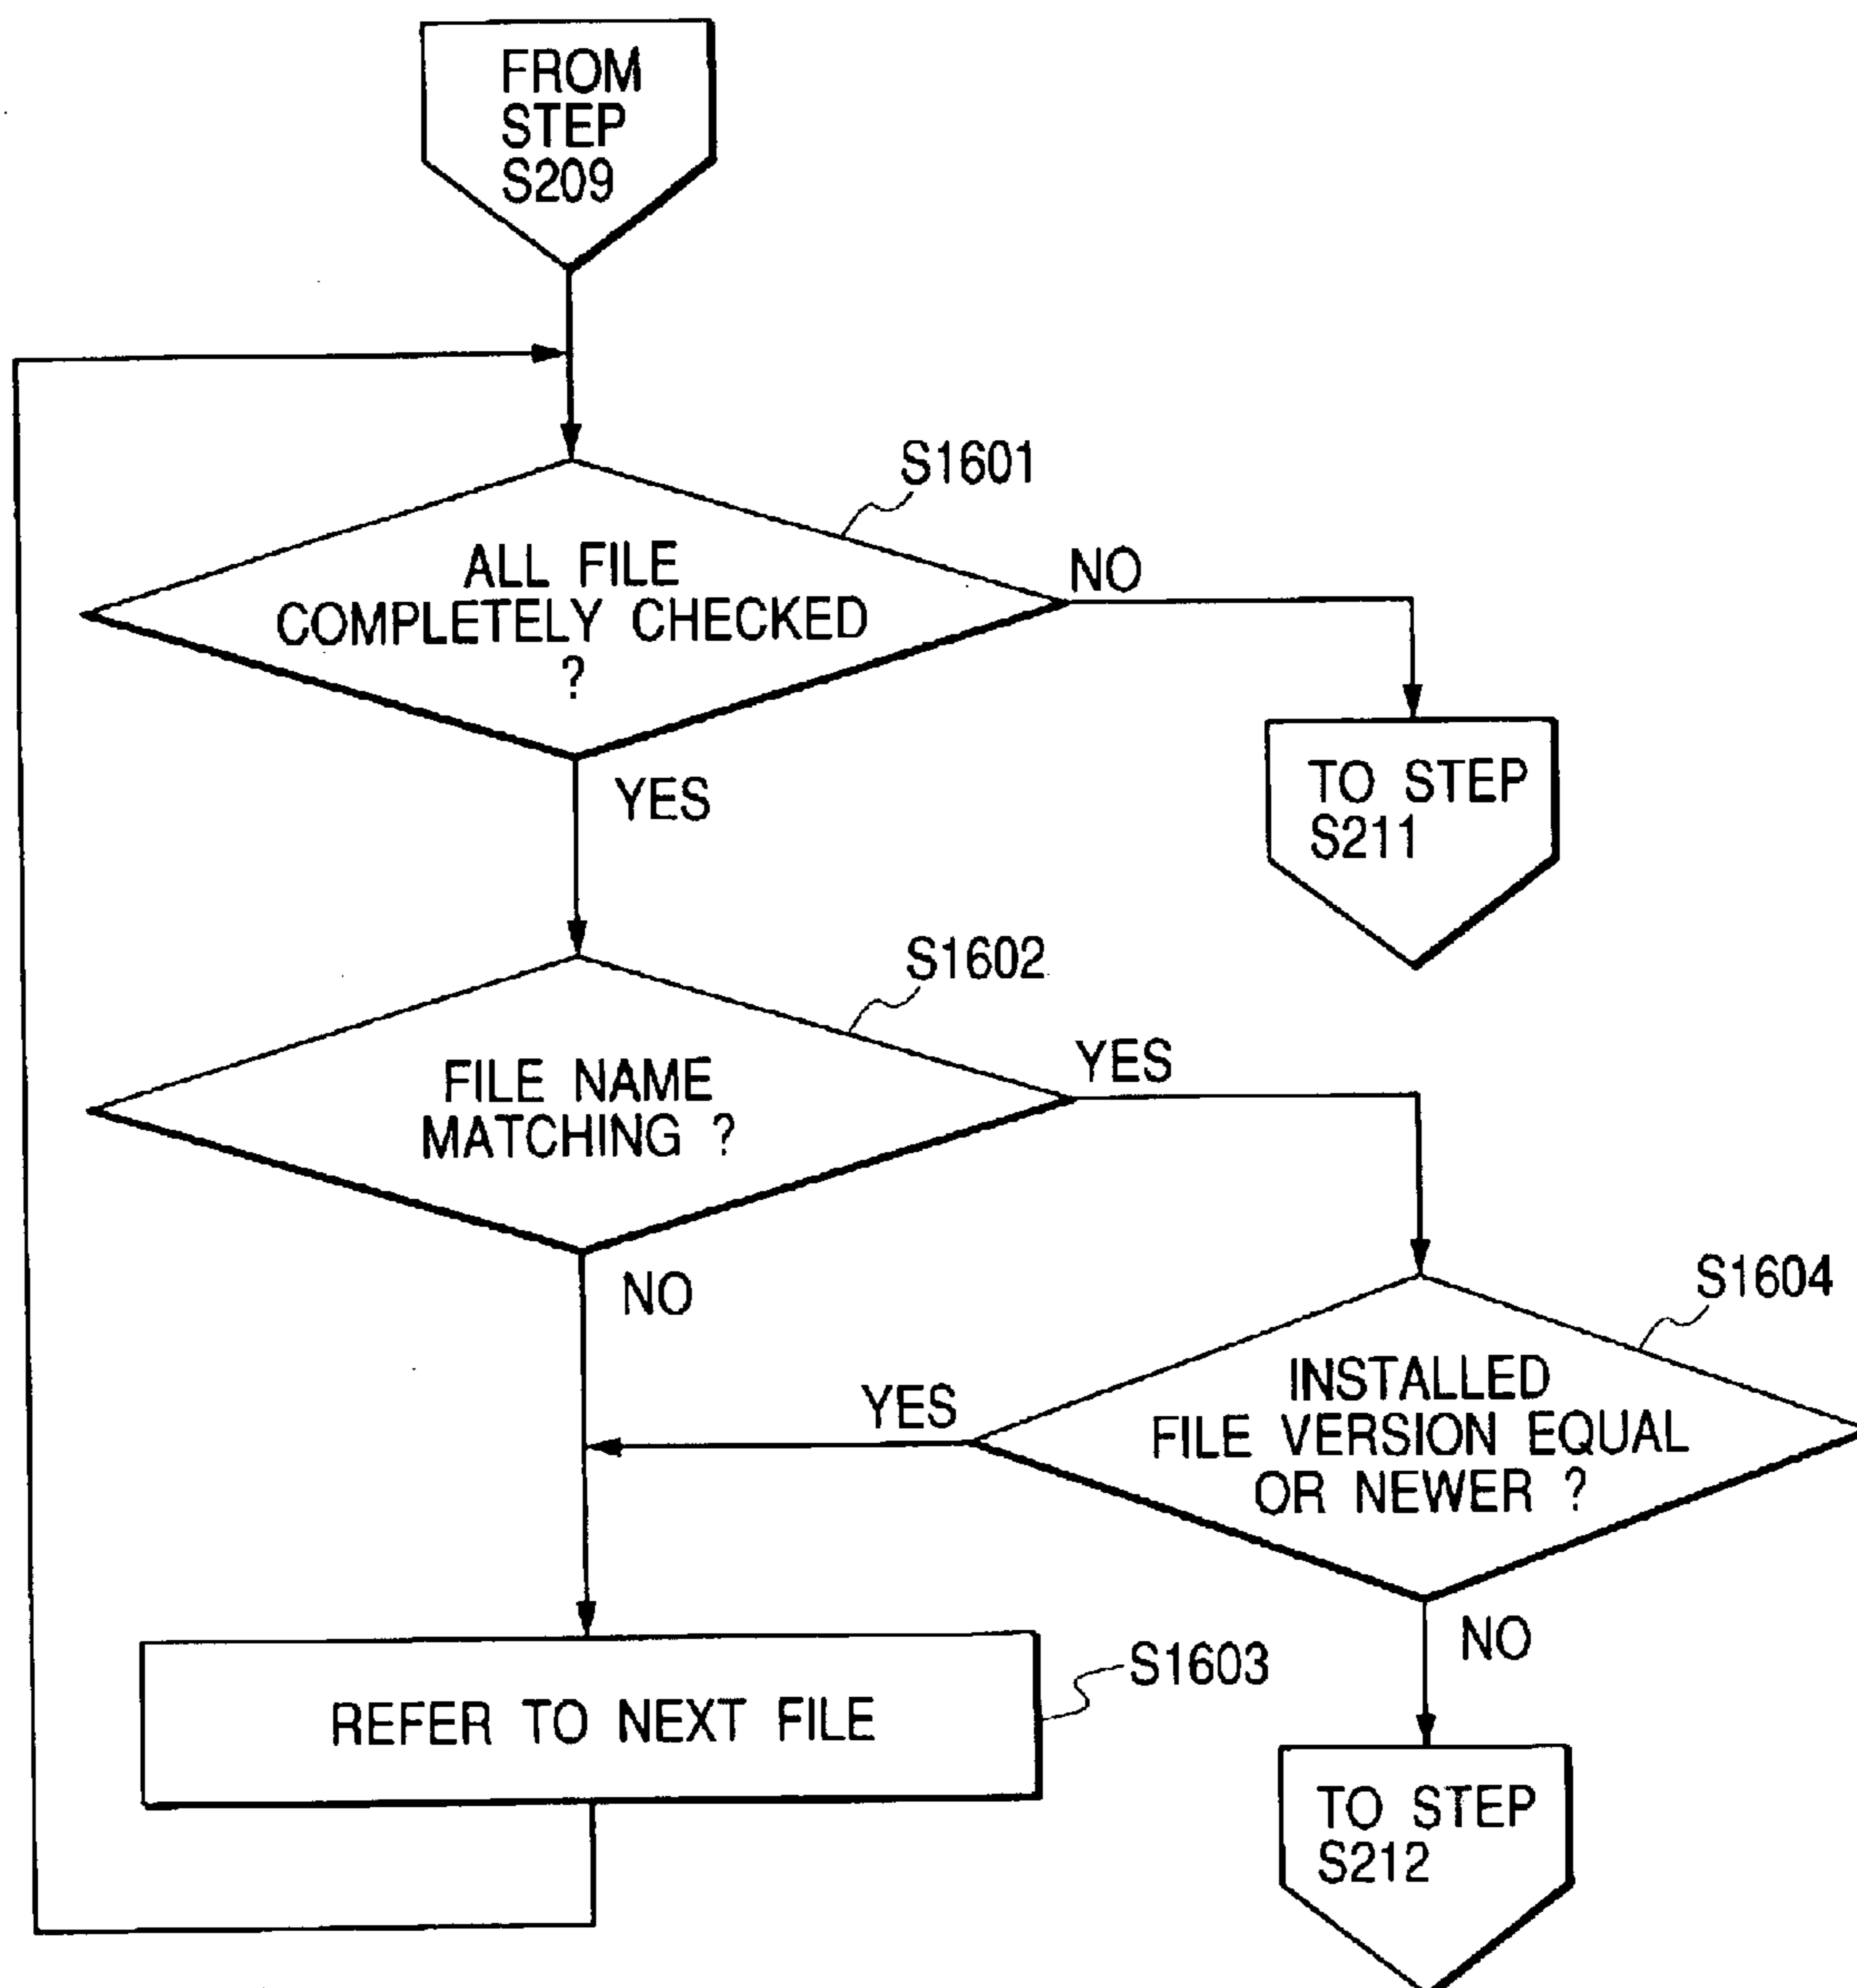 FROM
STEP
S209
S1601
ALL FILE
COMPLETELY CHECKED
?
NO
YES
TO STEP
S211
S1602
FILE NAME
MATCHING ?
YES
NO
S1604
INSTALLED
FILE VERSION EQUAL
OR NEWER ?
YES
NO
S1603
REFER TO NEXT FILE
TO STEP
S212